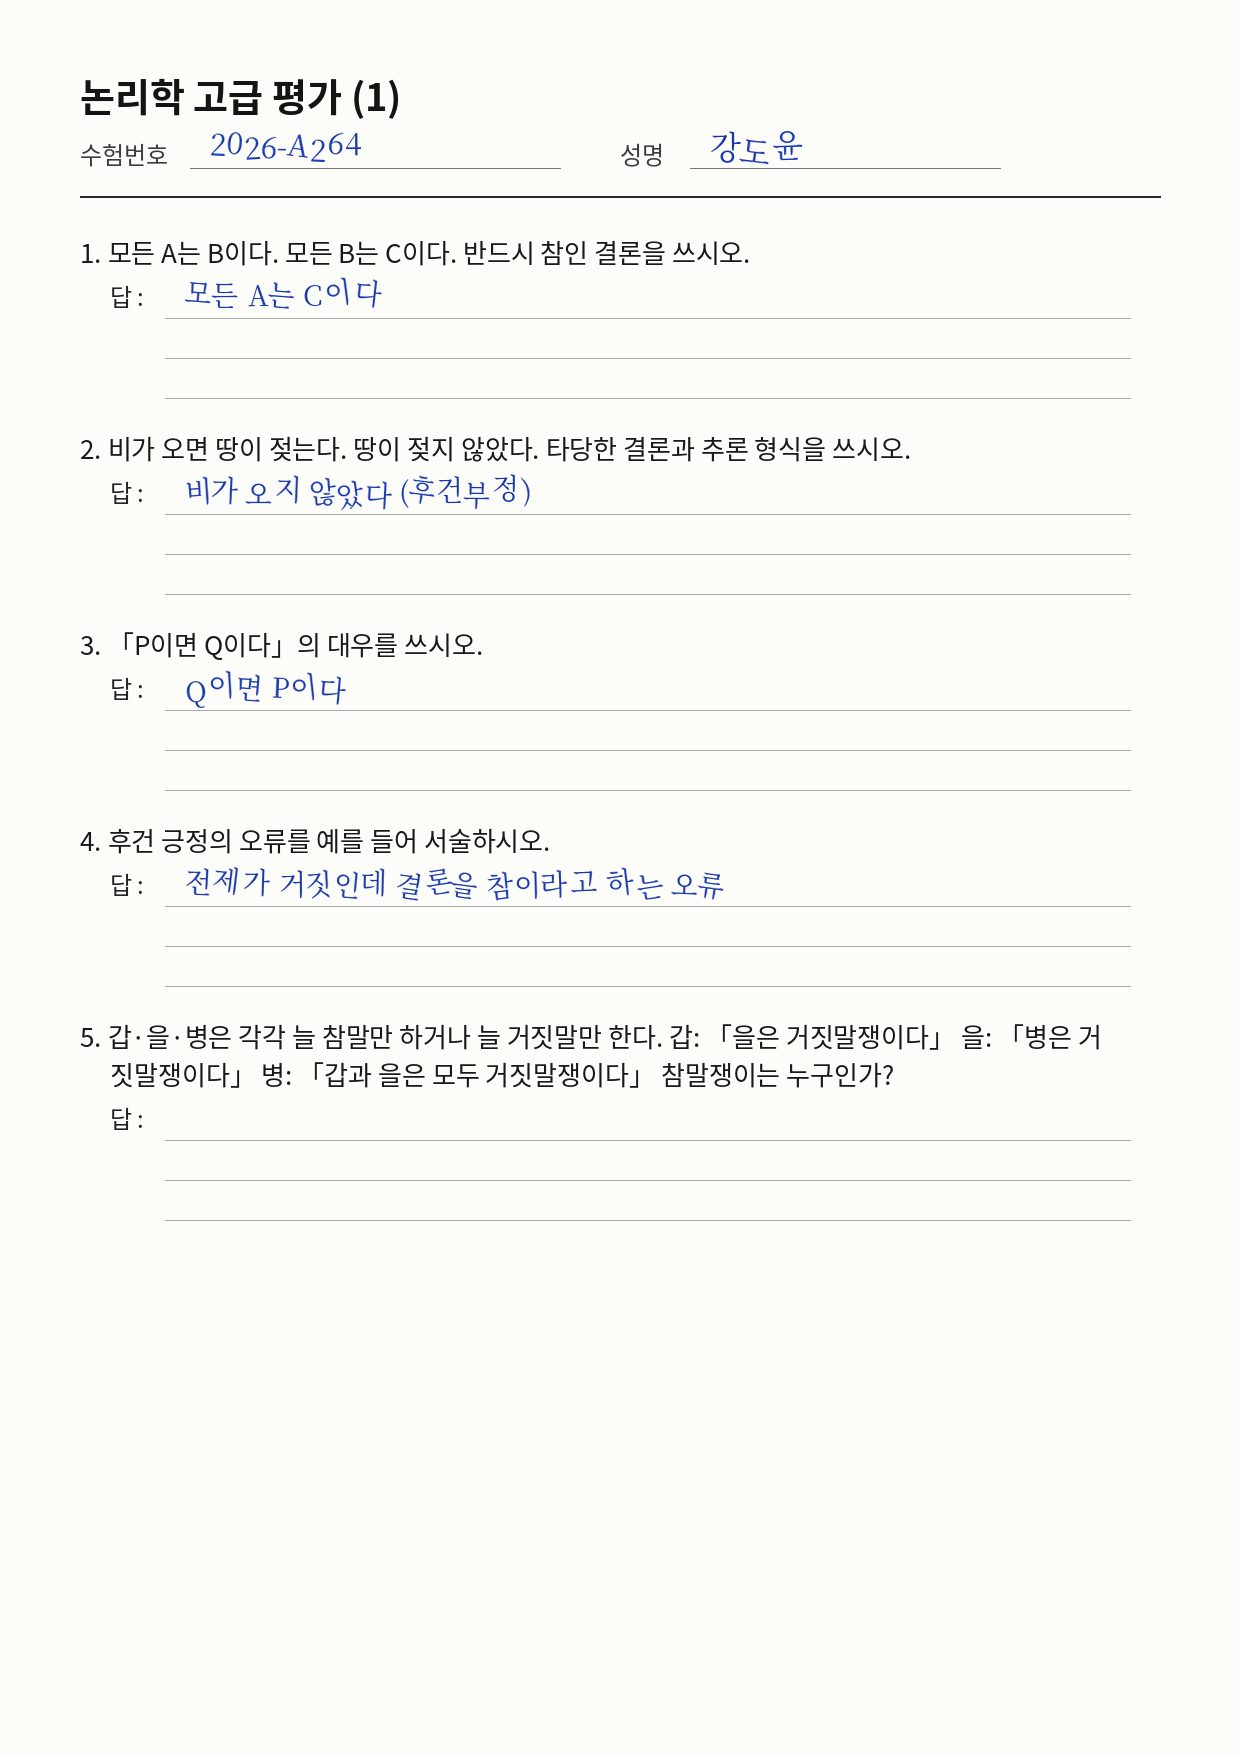 논리학 고급 평가 (1)
수험번호 2026-A264 성명 강도윤
1. 모든 A는 B이다. 모든 B는 C이다. 반드시 참인 결론을 쓰시오.
답 : 모든 A는 C이다
2. 비가 오면 땅이 젖는다. 땅이 젖지 않았다. 타당한 결론과 추론 형식을 쓰시오.
답 : 비가 오지 않았다 (후건부정)
3. 「P이면 Q이다」의 대우를 쓰시오.
답 : Q이면 P이다
4. 후건 긍정의 오류를 예를 들어 서술하시오.
답 : 전제가 거짓인데 결론을 참이라고 하는 오류
5. 갑·을·병은 각각 늘 참말만 하거나 늘 거짓말만 한다. 갑: 「을은 거짓말쟁이다」 을: 「병은 거
짓말쟁이다」 병: 「갑과 을은 모두 거짓말쟁이다」 참말쟁이는 누구인가?
답 :